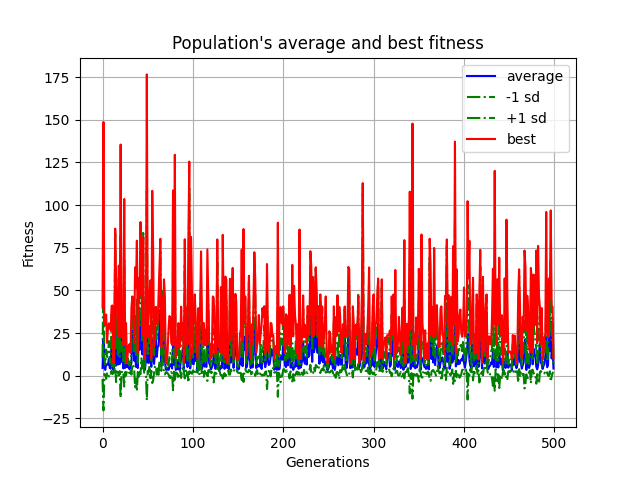 Population's average and best fitness
average
-1 sd
+1 sd
best
Fitness
175
150
125
100
75
50
25
0
−25
0
100
200
300
400
500
Generations